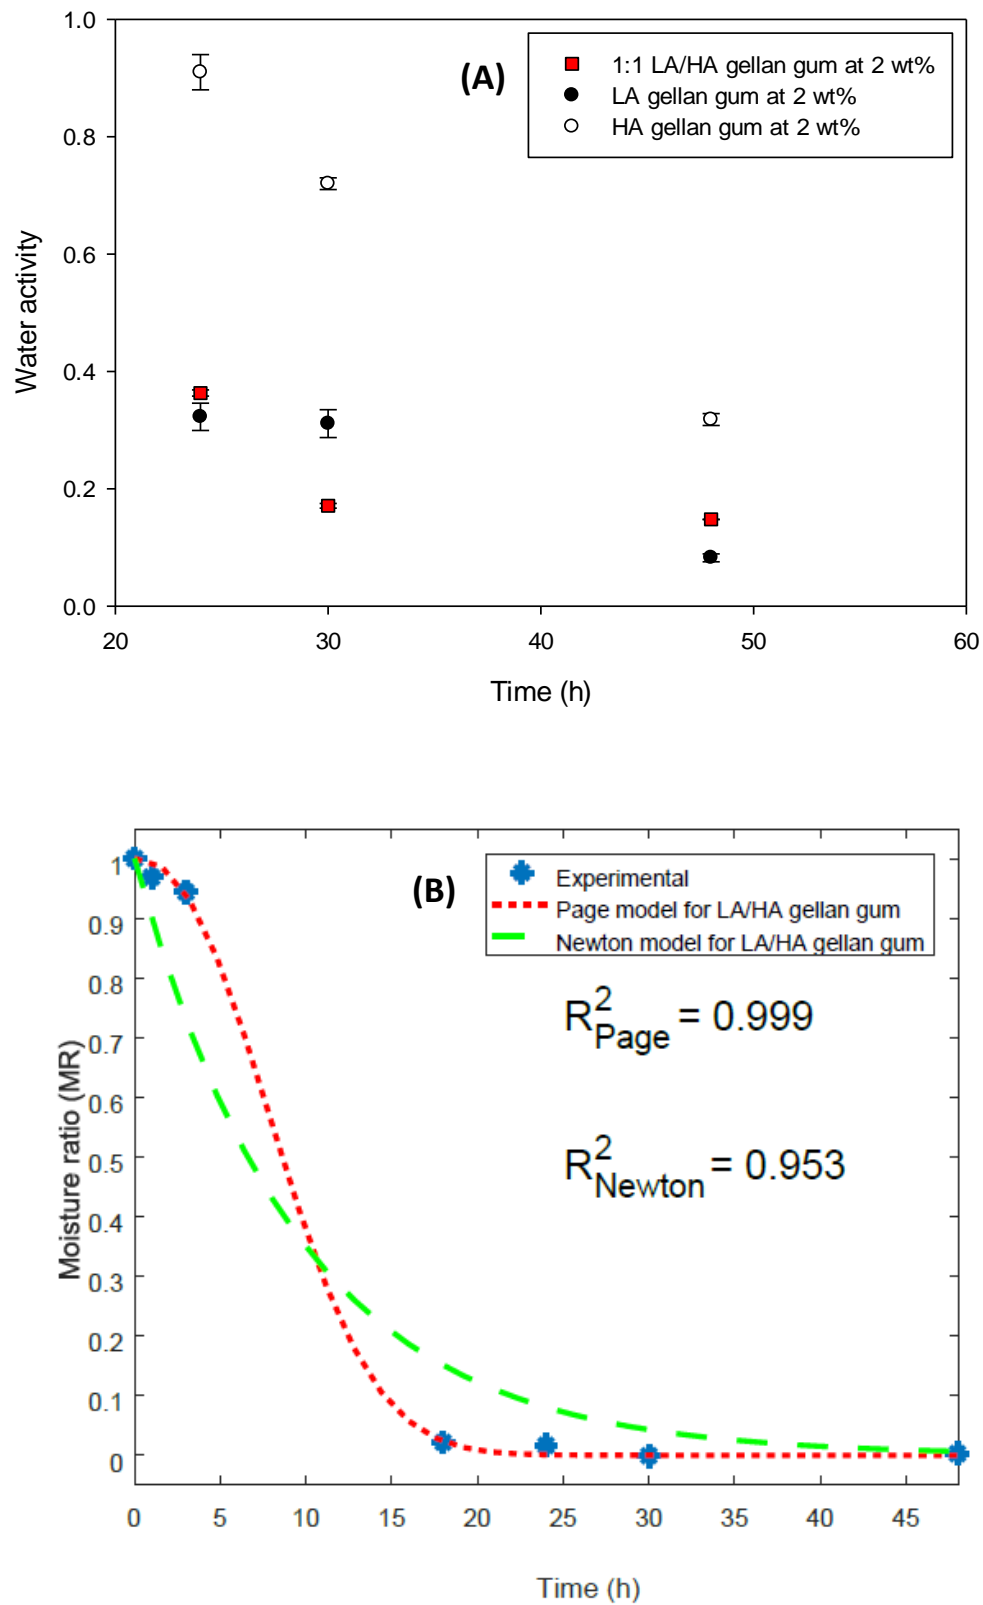 1.0
(A)
1:1 LA/HA gellan gum at 2 wt%
LA gellan gum at 2 wt%
HA gellan gum at 2 wt%
0.8
0.6
0.4
0.2
0.0
Water activity
20 30 40 50 60
Time (h)
(B)
Experimental
Page model for LA/HA gellan gum
Newton model for LA/HA gellan gum
R²Page = 0.999
R²Newton = 0.953
1
0.9
0.8
0.7
0.6
0.5
0.4
0.3
0.2
0.1
0
Moisture ratio (MR)
0 5 10 15 20 25 30 35 40 45
Time (h)